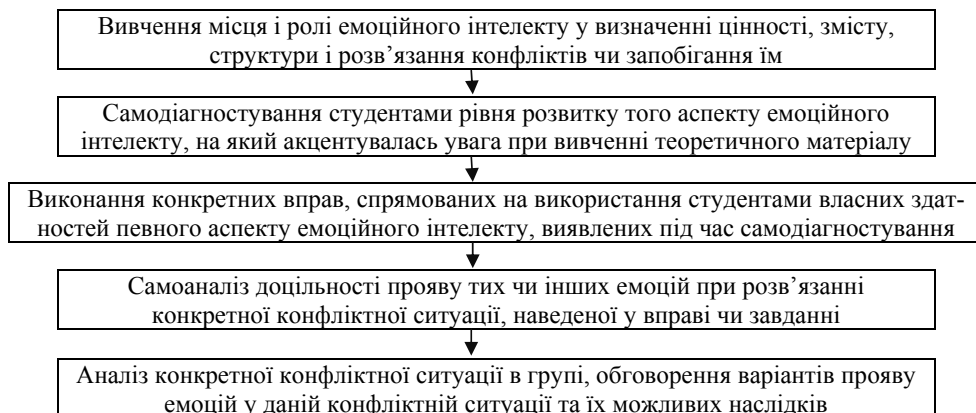 Вивчення місця і ролі емоційного інтелекту у визначенні цінності, змісту,
структури і розв’язання конфліктів чи запобігання їм
Самодіагностування студентами рівня розвитку того аспекту емоційного
інтелекту, на який акцентувалась увага при вивченні теоретичного матеріалу
Виконання конкретних вправ, спрямованих на використання студентами власних здат-
ностей певного аспекту емоційного інтелекту, виявлених під час самодіагностування
Самоаналіз доцільності прояву тих чи інших емоцій при розв’язанні
конкретної конфліктної ситуації, наведеної у вправі чи завданні
Аналіз конкретної конфліктної ситуації в групі, обговорення варіантів прояву
емоцій у даній конфліктній ситуації та їх можливих наслідків